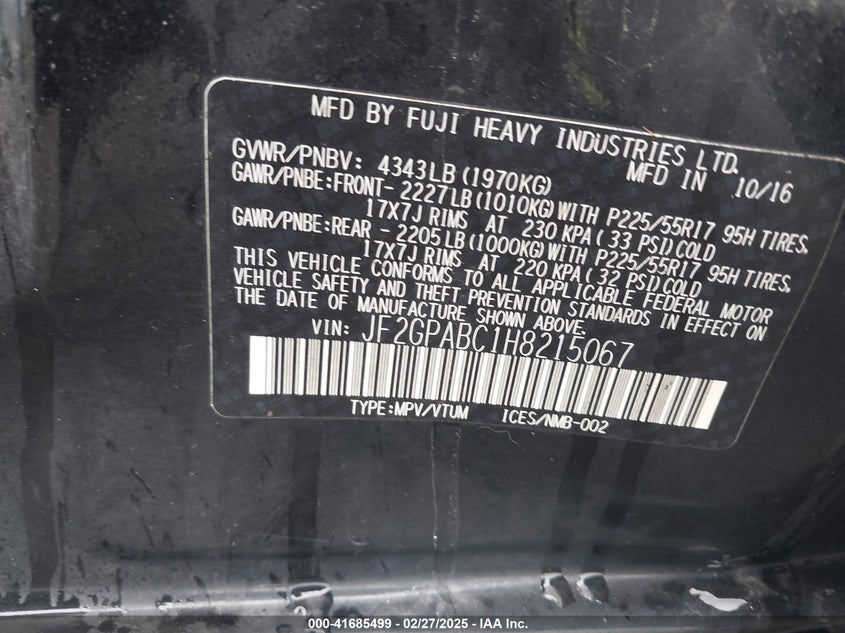 MFD BY FUJI HEAVY INDUSTRIES LTD.
MFD IN 10/16
GVWR/PNBV: 4343LB(1970KG)
GAWR/PNBE:FRONT-2227LB(1010KG)WITH P225/55R17 95H TIRES,
17X7J RIMS AT 230 KPA(33 PSI)COLD
GAWR/PNBE:REAR -2205LB(1000KG)WITH P225/55R17 95H TIRES,
17X7J RIMS AT 220 KPA(32 PSI)COLD
THIS VEHICLE CONFORMS TO ALL APPLICABLE FEDERAL MOTOR
VEHICLE SAFETY AND THEFT PREVENTION STANDARDS IN EFFECT ON
THE DATE OF MANUFACTURE SHOWN ABOVE.
VIN: JF2GPABC1H8215067
TYPE:MPV/VTUM ICES/NMB-002
000-41685499 - 02/27/2025 - IAA Inc.